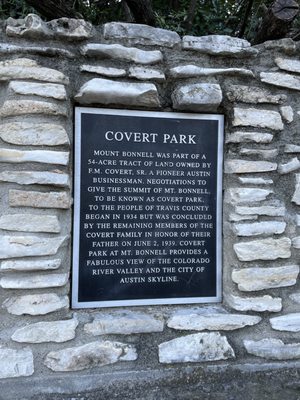 COVERT PARK
MOUNT BONNELL WAS PART OF A
54-ACRE TRACT OF LAND OWNED BY
F.M. COVERT, SR. A PIONEER AUSTIN
BUSINESSMAN. NEGOTIATIONS TO
GIVE THE SUMMIT OF MT. BONNELL,
TO BE KNOWN AS COVERT PARK,
TO THE PEOPLE OF TRAVIS COUNTY
BEGAN IN 1934 BUT WAS CONCLUDED
BY THE REMAINING MEMBERS OF THE
COVERT FAMILY IN HONOR OF THEIR
FATHER ON JUNE 2, 1939. COVERT
PARK AT MT. BONNELL PROVIDES A
FABULOUS VIEW OF THE COLORADO
RIVER VALLEY AND THE CITY OF
AUSTIN SKYLINE.